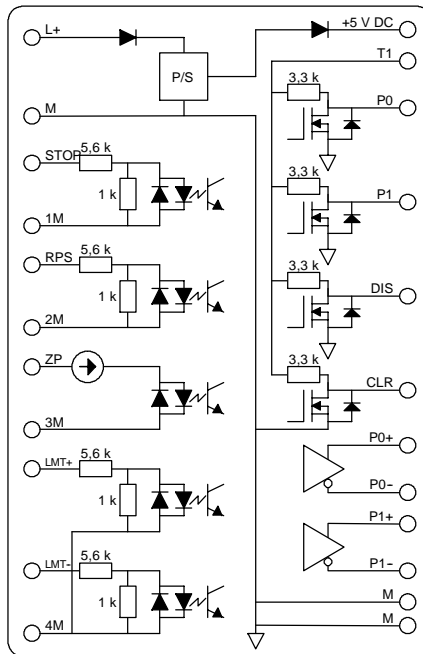 L+
+5 V DC
T1
P/S
3,3 k
P0
M
STOP
5,6 k
1 k
1M
3,3 k
P1
RPS
5,6 k
1 k
2M
3,3 k
DIS
ZP
3M
3,3 k
CLR
LMT+
5,6 k
1 k
P0+
P0−
P1+
LMT-
5,6 k
1 k
P1−
M
4M
M